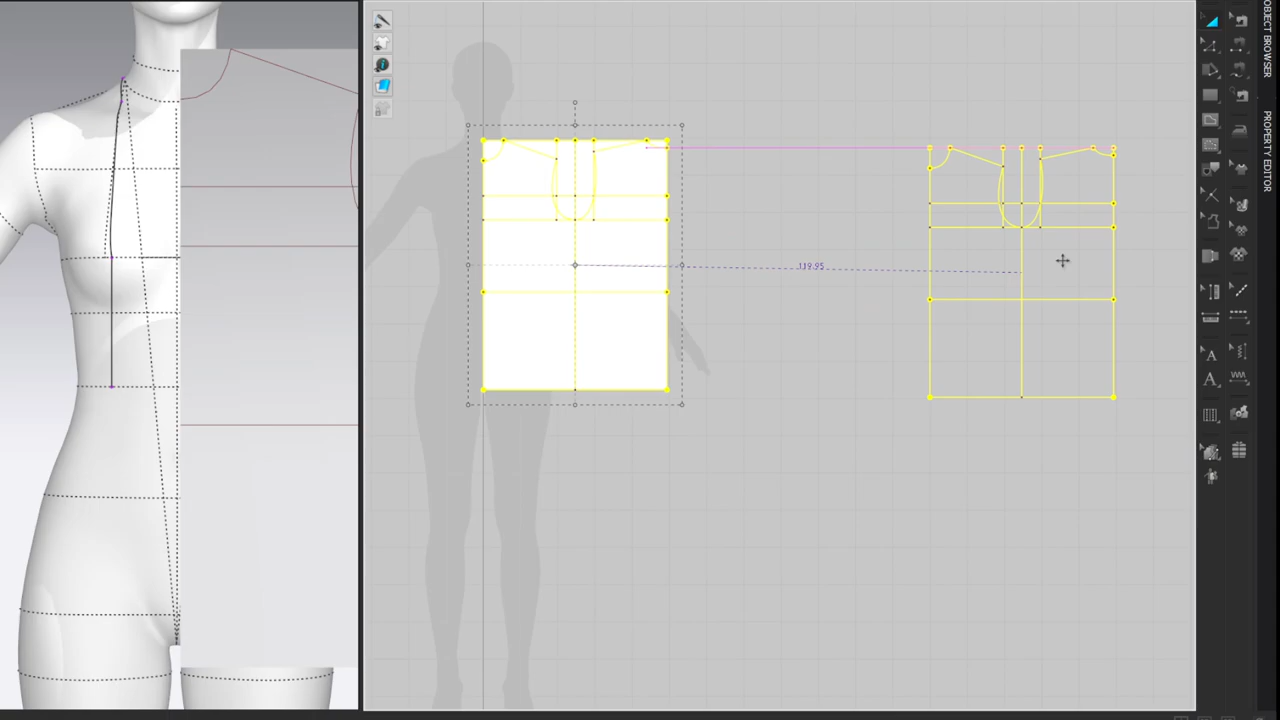 119.95
OBJECT BROWSER
PROPERTY EDITOR
A
A